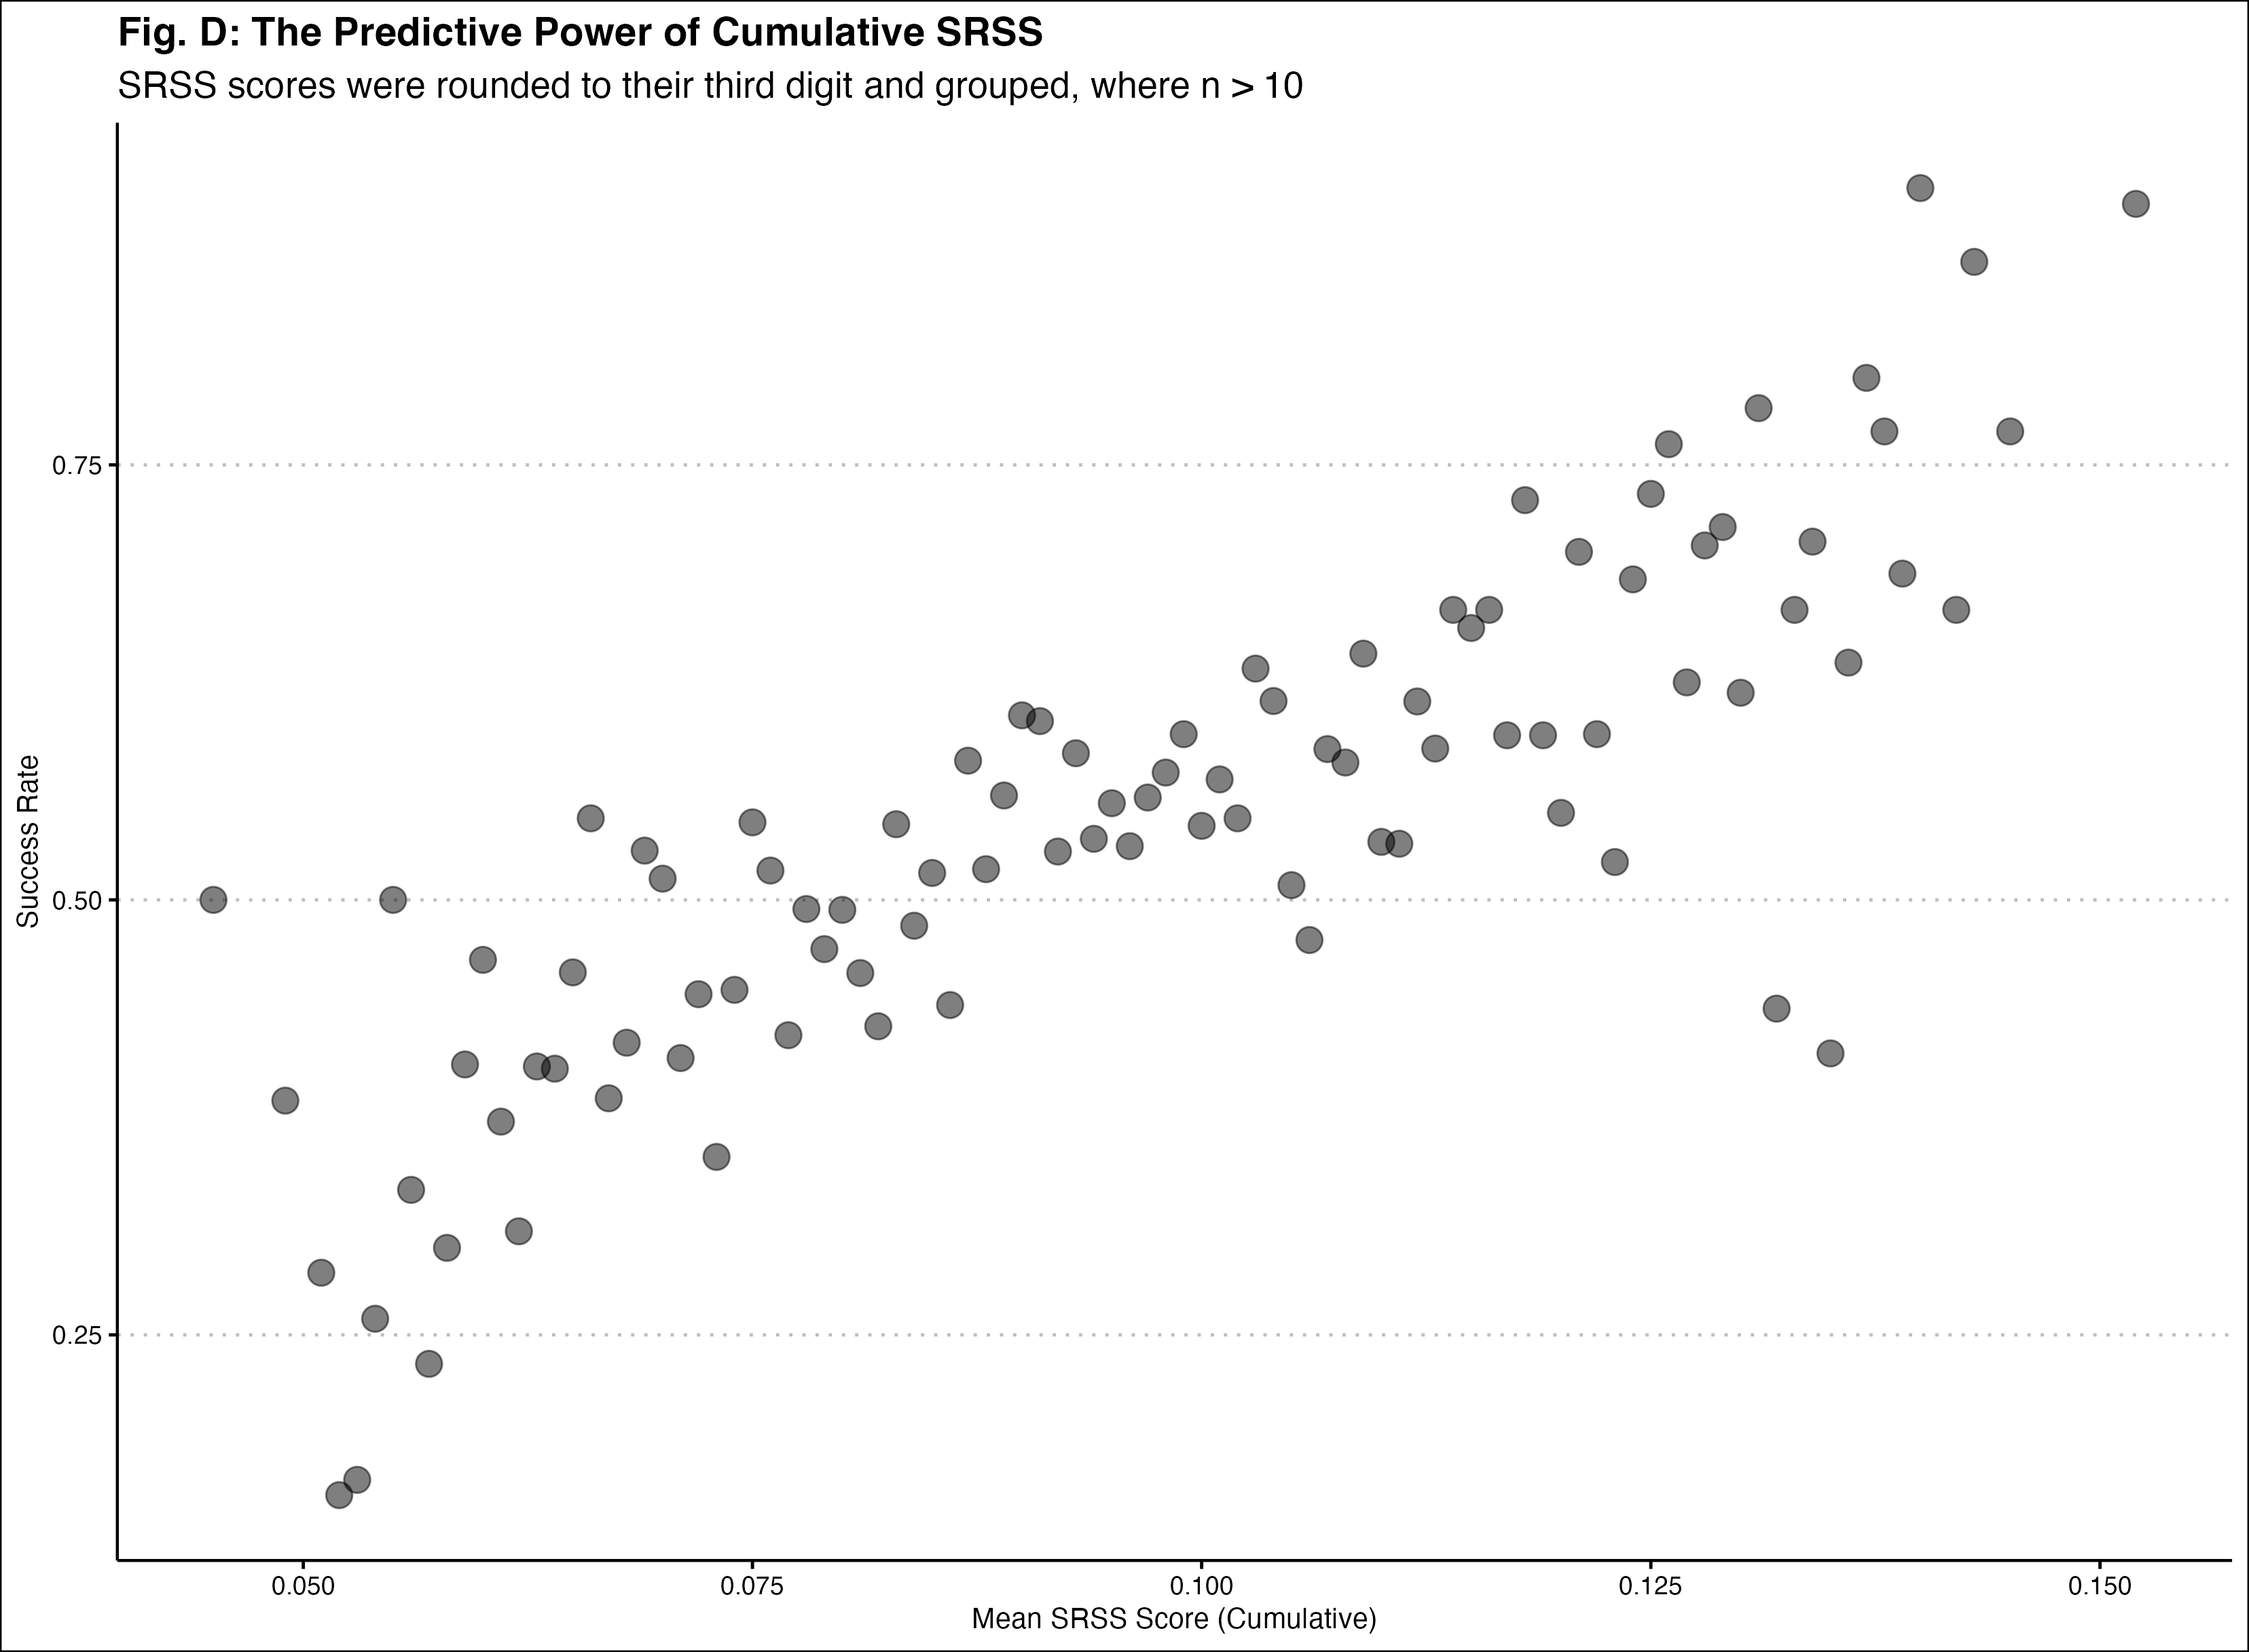 Fig. D: The Predictive Power of Cumulative SRSS
SRSS scores were rounded to their third digit and grouped, where n > 10
Success Rate
0.75
0.50
0.25
0.050
0.075
0.100
0.125
0.150
Mean SRSS Score (Cumulative)